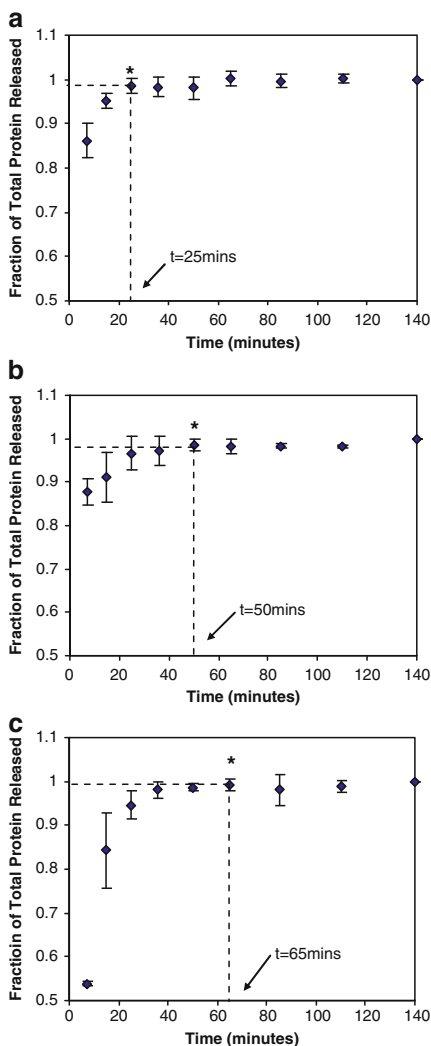 a
Fraction of Total Protein Released
1.1
1
0.9
0.8
0.7
0.6
0.5
*
t=25mins
0 20 40 60 80 100 120 140
Time (minutes)
b
Fraction of Total Protein Released
1.1
1
0.9
0.8
0.7
0.6
0.5
*
t=50mins
0 20 40 60 80 100 120 140
Time (minutes)
c
Fractioin of Total Protein Released
1.1
1
0.9
0.8
0.7
0.6
0.5
*
t=65mins
0 20 40 60 80 100 120 140
Time (minutes)